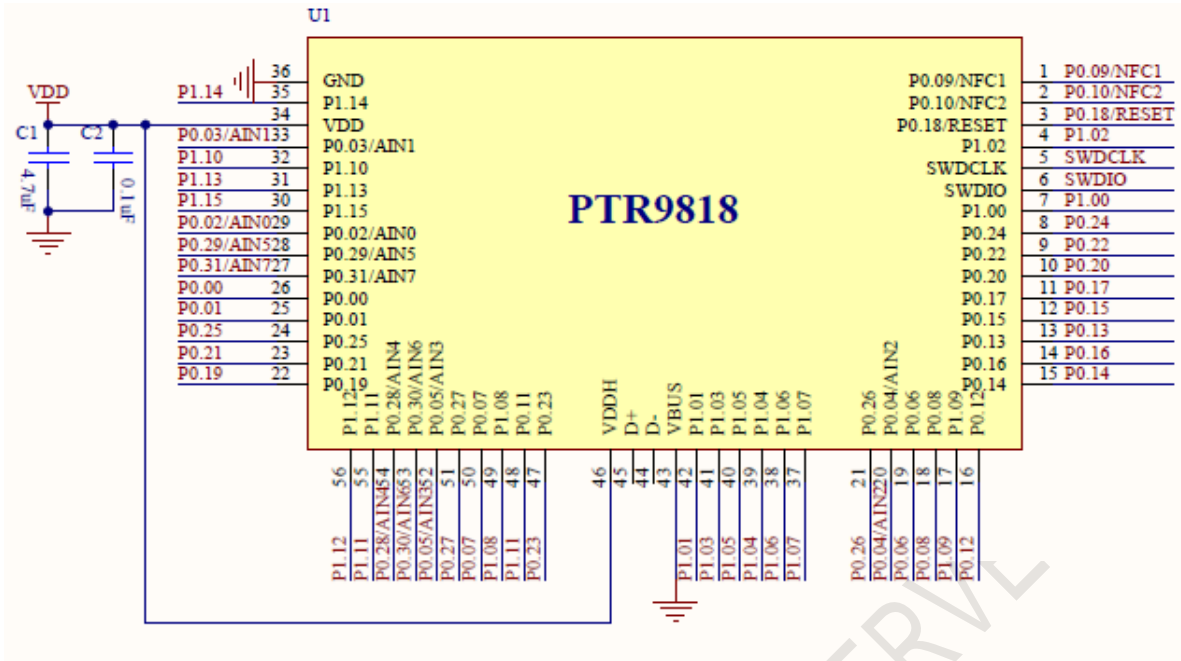 U1
PTR9818
VDD
C1
4.7uF
C2
0.1uF
36 GND
P1.14 35 P1.14
34 VDD
P0.03/AIN1 33 P0.03/AIN1
P1.10 32 P1.10
P1.13 31 P1.13
P1.15 30 P1.15
P0.02/AIN0 29 P0.02/AIN0
P0.29/AIN5 28 P0.29/AIN5
P0.31/AIN7 27 P0.31/AIN7
P0.00 26 P0.00
P0.01 25 P0.01
P0.25 24 P0.25
P0.21 23 P0.21
P0.19 22 P0.19
P0.09/NFC1 1 P0.09/NFC1
P0.10/NFC2 2 P0.10/NFC2
P0.18/RESET 3 P0.18/RESET
P1.02 4 P1.02
SWDCLK 5 SWDCLK
SWDIO 6 SWDIO
P1.00 7 P1.00
P0.24 8 P0.24
P0.22 9 P0.22
P0.20 10 P0.20
P0.17 11 P0.17
P0.15 12 P0.15
P0.13 13 P0.13
P0.16 14 P0.16
P0.14 15 P0.14
P1.12 56 P1.12
P1.11 55 P1.11
P0.28/AIN4 54 P0.28/AIN4
P0.30/AIN6 53 P0.30/AIN6
P0.05/AIN3 52 P0.05/AIN3
P0.27 51 P0.27
P0.07 50 P0.07
P1.08 49 P1.08
P0.11 48 P1.11
P0.23 47 P0.23
VDDH 46
D+ 45
D- 44
VBUS 43
P1.01 42 P1.01
P1.03 41 P1.03
P1.05 40 P1.05
P1.04 39 P1.04
P1.06 38 P1.06
P1.07 37 P1.07
P0.26 21 P0.26
P0.04/AIN2 20 P0.04/AIN2
P0.06 19 P0.06
P0.08 18 P0.08
P1.09 17 P1.09
P0.12 16 P0.12